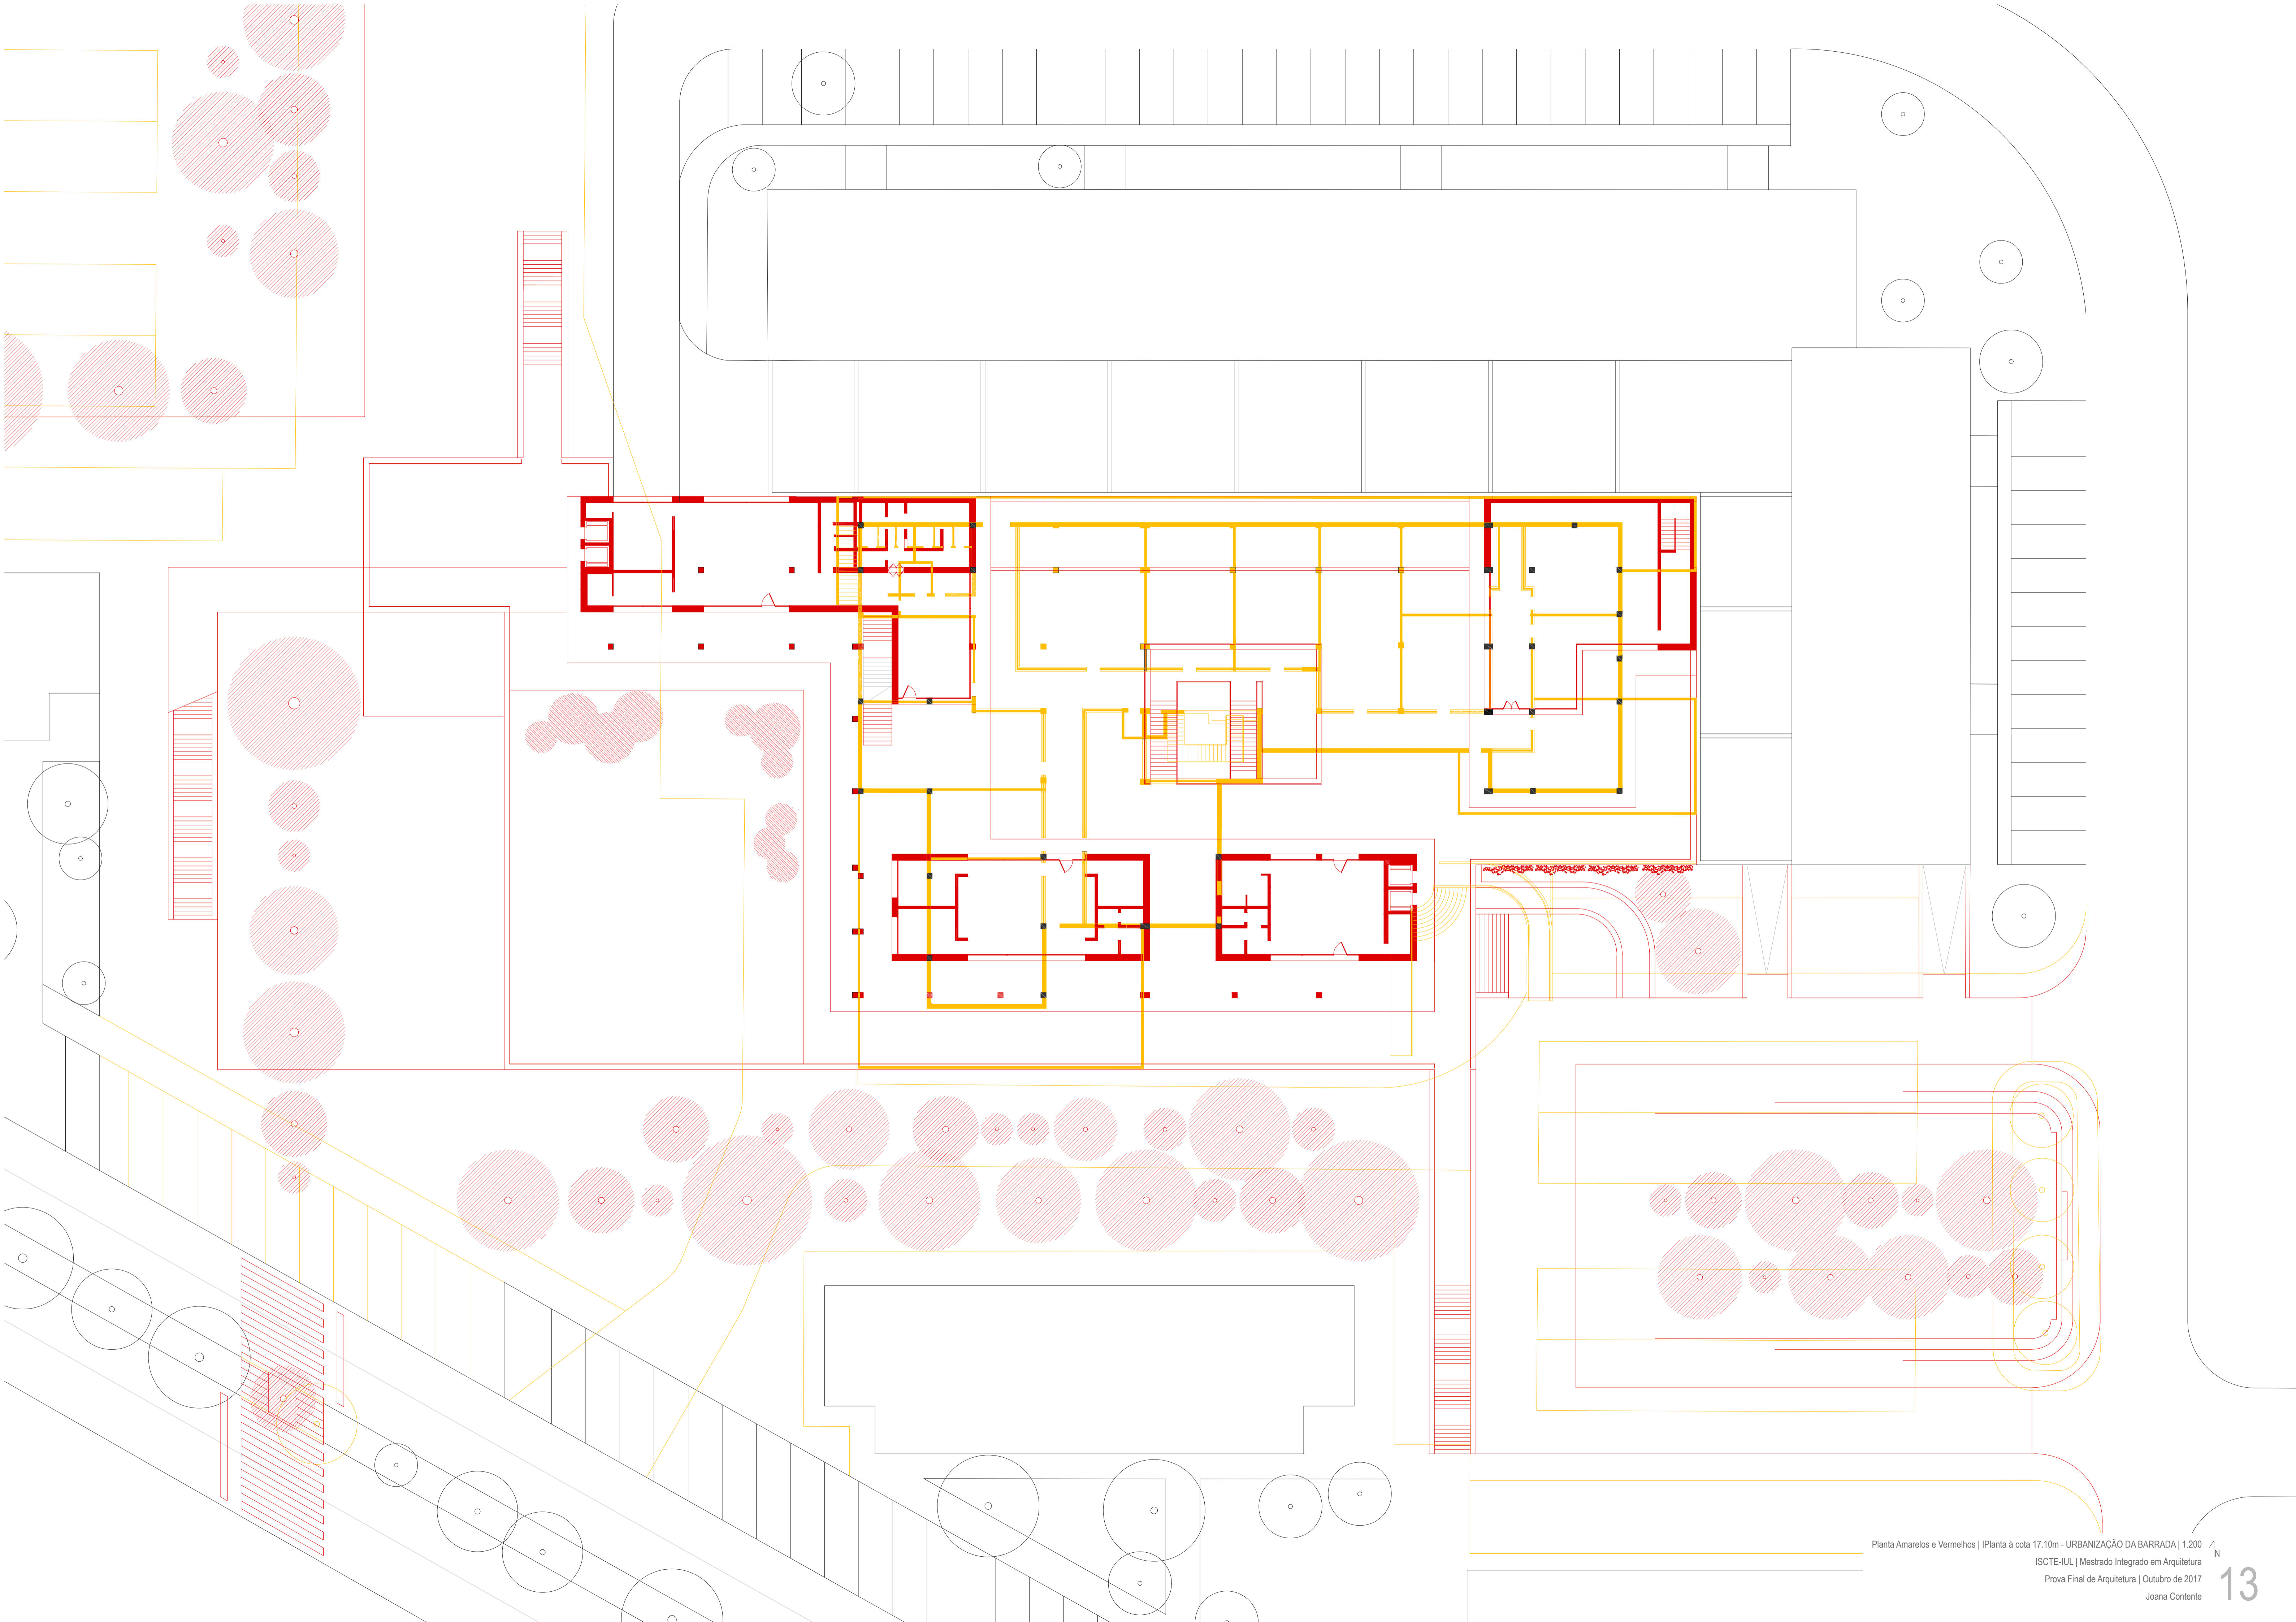 Planta Amarelos e Vermelhos | IPlanta à cota 17.10m - URBANIZAÇÃO DA BARRADA | 1.200
N
ISCTE-IUL | Mestrado Integrado em Arquitetura
Prova Final de Arquitetura | Outubro de 2017
Joana Contente
13